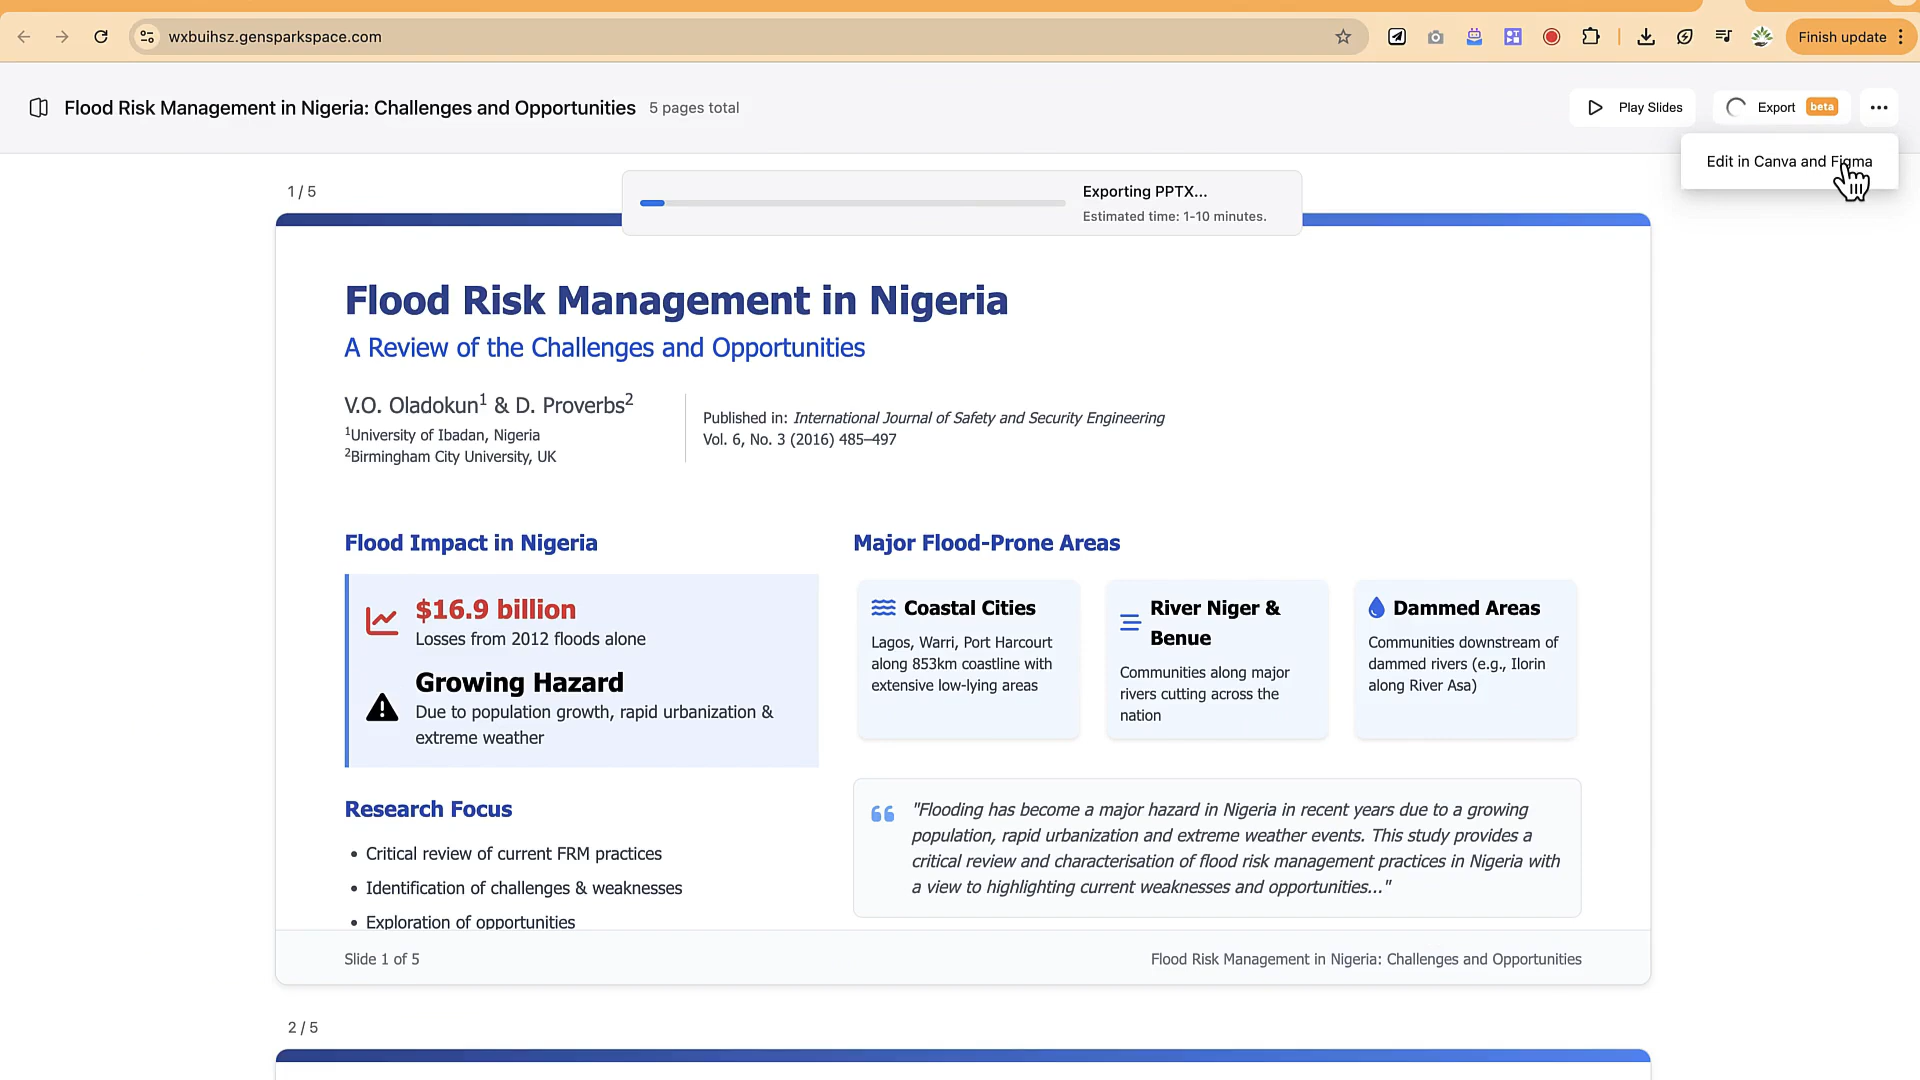 wxbuihsz.gensparkspace.com
Finish update
Flood Risk Management in Nigeria: Challenges and Opportunities 5 pages total
Play Slides
Export beta
Edit in Canva and Figma
1 / 5
Exporting PPTX...
Estimated time: 1-10 minutes.
Flood Risk Management in Nigeria
A Review of the Challenges and Opportunities
V.O. Oladokun1 & D. Proverbs2
1University of Ibadan, Nigeria
2Birmingham City University, UK
Published in: International Journal of Safety and Security Engineering
Vol. 6, No. 3 (2016) 485–497
Flood Impact in Nigeria
$16.9 billion
Losses from 2012 floods alone
Growing Hazard
Due to population growth, rapid urbanization &
extreme weather
Research Focus
• Critical review of current FRM practices
• Identification of challenges & weaknesses
• Exploration of opportunities
Major Flood-Prone Areas
Coastal Cities
Lagos, Warri, Port Harcourt
along 853km coastline with
extensive low-lying areas
River Niger &
Benue
Communities along major
rivers cutting across the
nation
Dammed Areas
Communities downstream of
dammed rivers (e.g., Ilorin
along River Asa)
"Flooding has become a major hazard in Nigeria in recent years due to a growing
population, rapid urbanization and extreme weather events. This study provides a
critical review and characterisation of flood risk management practices in Nigeria with
a view to highlighting current weaknesses and opportunities..."
Slide 1 of 5
Flood Risk Management in Nigeria: Challenges and Opportunities
2 / 5